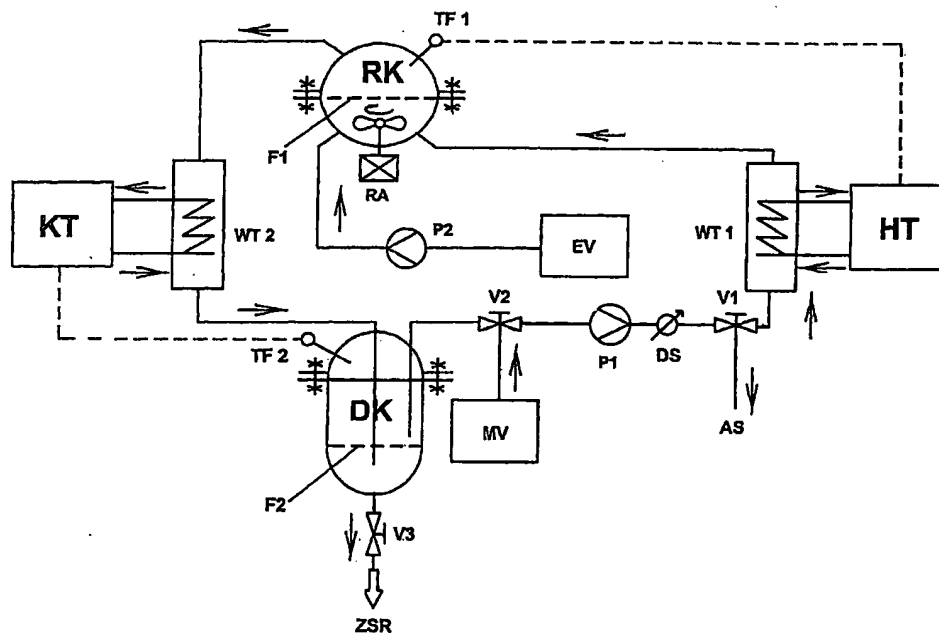 TF 1
RK
F1
RA
KT
WT 2
P2
EV
WT 1
HT
V2
V1
TF 2
P1
DS
DK
MV
AS
F2
V3
ZSR